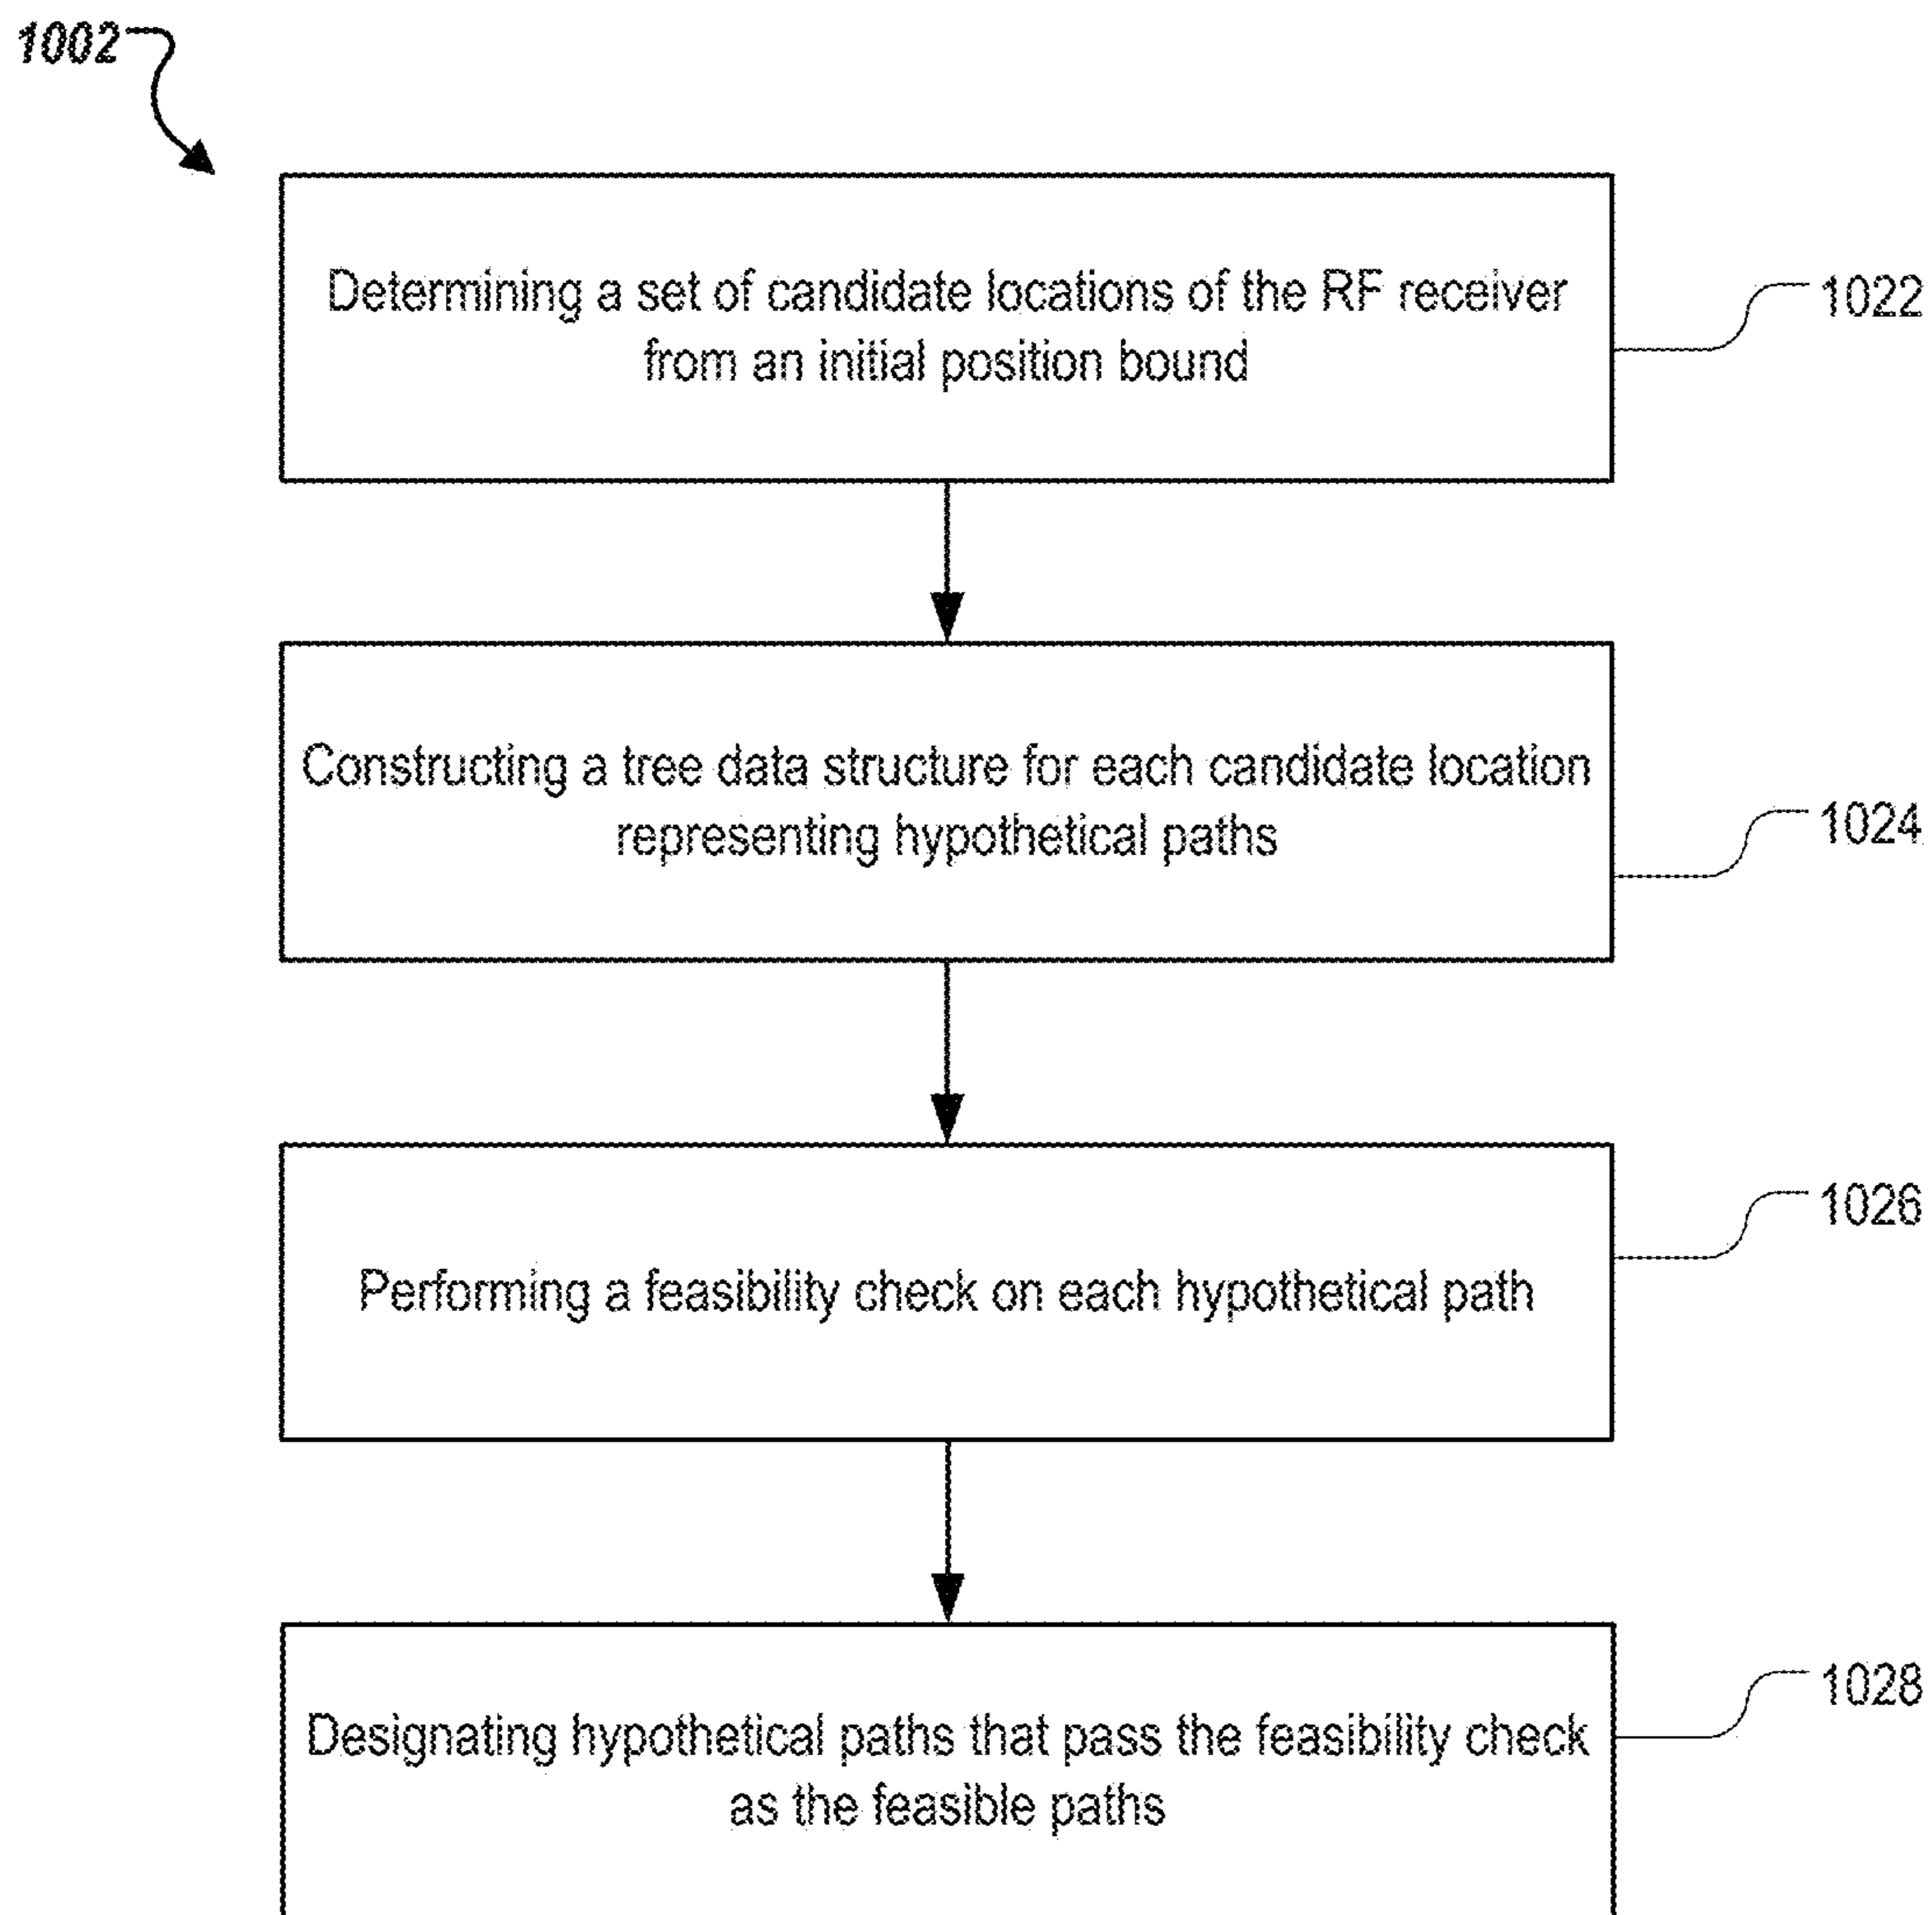 1002
Determining a set of candidate locations of the RF receiver
from an initial position bound
1022
Constructing a tree data structure for each candidate location
representing hypothetical paths
1024
Performing a feasibility check on each hypothetical path
1026
Designating hypothetical paths that pass the feasibility check
as the feasible paths
1028